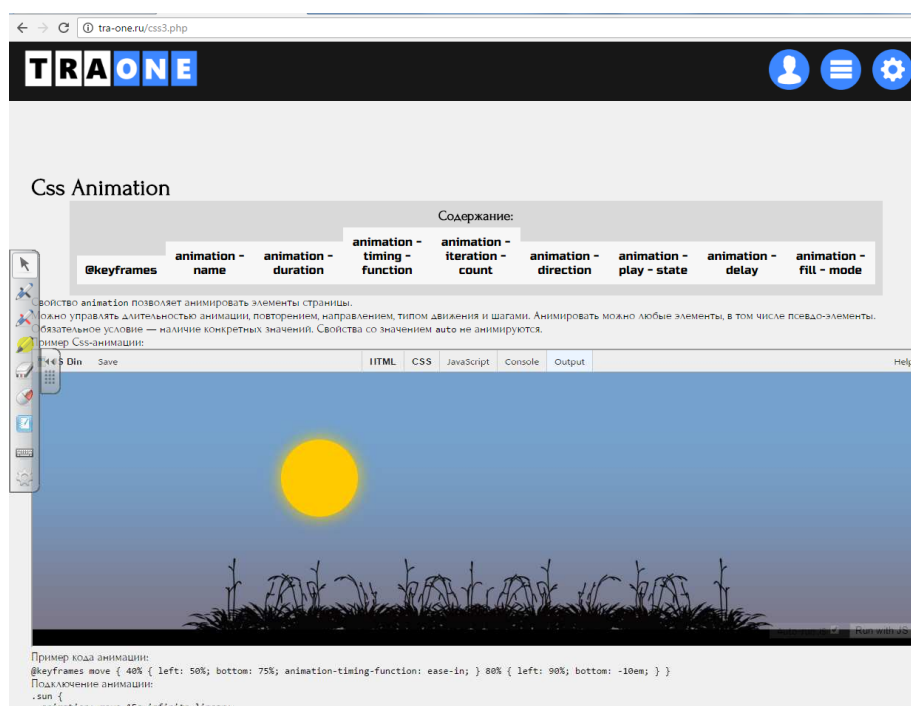 tra-one.ru/css3.php
TRAONE
Css Animation
Содержание:
@keyframes
animation -
name
animation -
duration
animation -
timing -
function
animation -
iteration -
count
animation -
direction
animation -
play - state
animation -
delay
animation -
fill - mode
войство animation позволяет анимировать элементы страницы.
Можно управлять длительностью анимации, повторением, направлением, типом движения и шагами. Анимировать можно любые элементы, в том числе псевдо-элементы.
Обязательное условие — наличие конкретных значений. Свойства со значением auto не анимируются.
Пример Css-анимации:
Save HTML CSS JavaScript Console Output Help
Run with JS
Пример кода анимации:
@keyframes move { 40% { left: 50%; bottom: 75%; animation-timing-function: ease-in; } 80% { left: 90%; bottom: -10em; } }
Подключение анимации:
.sun {